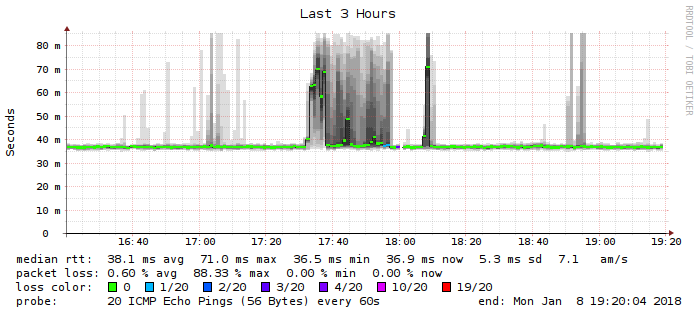 Last 3 Hours
RRDTOOL / TOBI OETIKER
Seconds
80 m
70 m
60 m
50 m
40 m
30 m
20 m
10 m
0
16:40 17:00 17:20 17:40 18:00 18:20 18:40 19:00 19:20
median rtt: 38.1 ms avg 71.0 ms max 36.5 ms min 36.9 ms now 5.3 ms sd 7.1 am/s
packet loss: 0.60 % avg 88.33 % max 0.00 % min 0.00 % now
loss color: 0 1/20 2/20 3/20 4/20 10/20 19/20
probe: 20 ICMP Echo Pings (56 Bytes) every 60s end: Mon Jan 8 19:20:04 2018